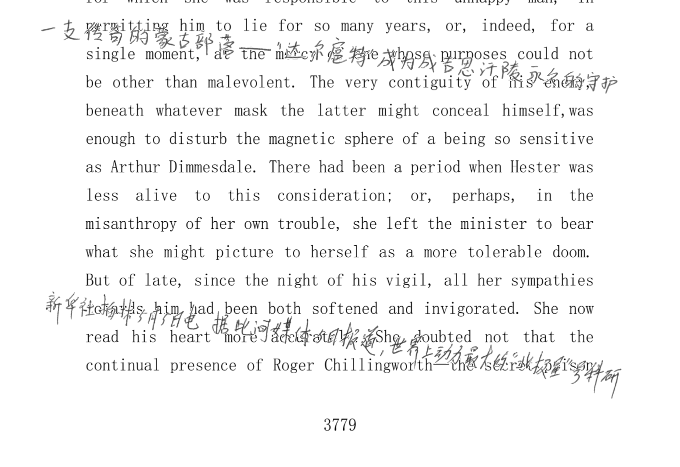 for which she was responsible to this unhappy man, in
permitting him to lie for so many years, or, indeed, for a
一支传奇的蒙古部落——达尔扈特,成为成吉思汗陵永久的守护
single moment, at the mercy of one whose purposes could not
be other than malevolent. The very contiguity of his enemy,
beneath whatever mask the latter might conceal himself,was
enough to disturb the magnetic sphere of a being so sensitive
as Arthur Dimmesdale. There had been a period when Hester was
less alive to this consideration; or, perhaps, in the
misanthropy of her own trouble, she left the minister to bear
what she might picture to herself as a more tolerable doom.
But of late, since the night of his vigil, all her sympathies
新华社 月 日电 据比 河媒体 日报道,世界上动力最大的“北极星”号科研
towards him had been both softened and invigorated. She now
read his heart more accurately. She doubted not that the
continual presence of Roger Chillingworth—the secret poison
3779